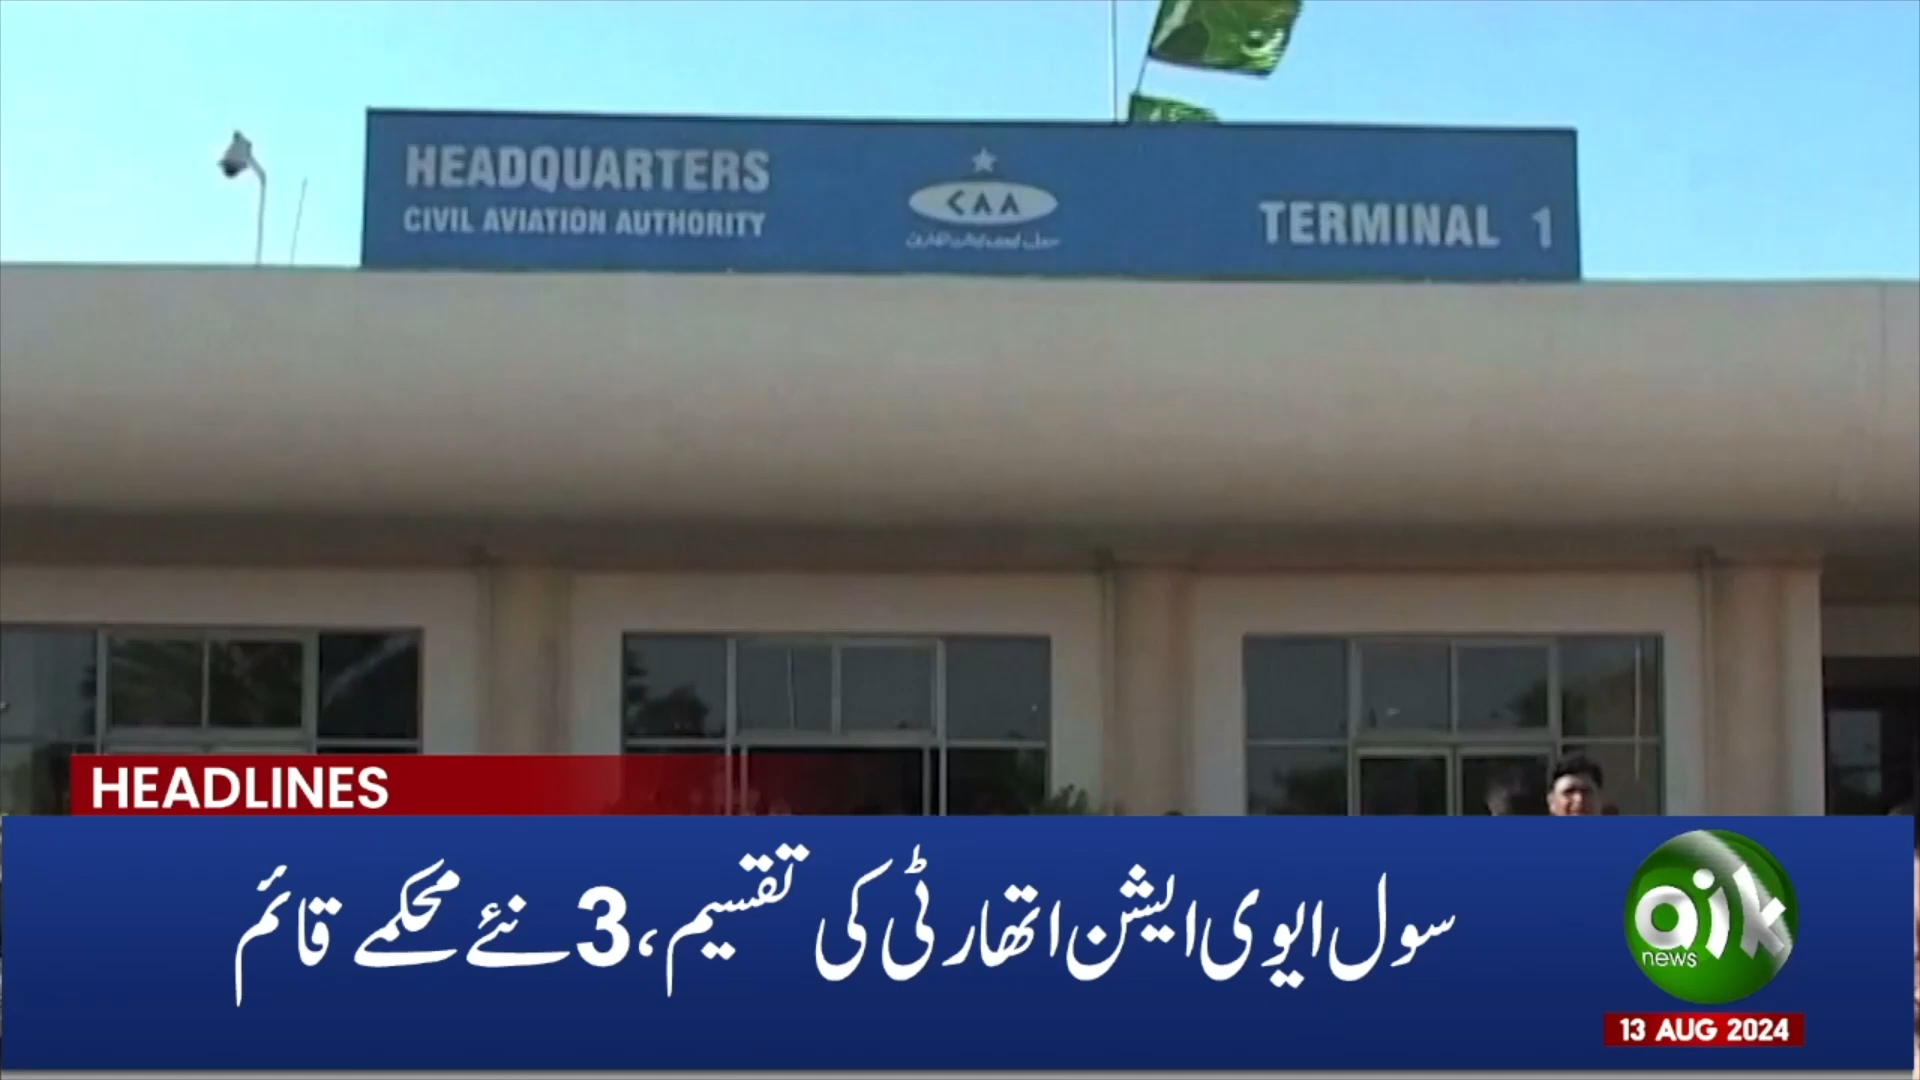 HEADQUARTERS
CIVIL AVIATION AUTHORITY
CAA
TERMINAL 1
HEADLINES
سول ایوی ایشن اتھارٹی کی تقسیم، 3 نئے محکمے قائم
ajk
news
13 AUG 2024